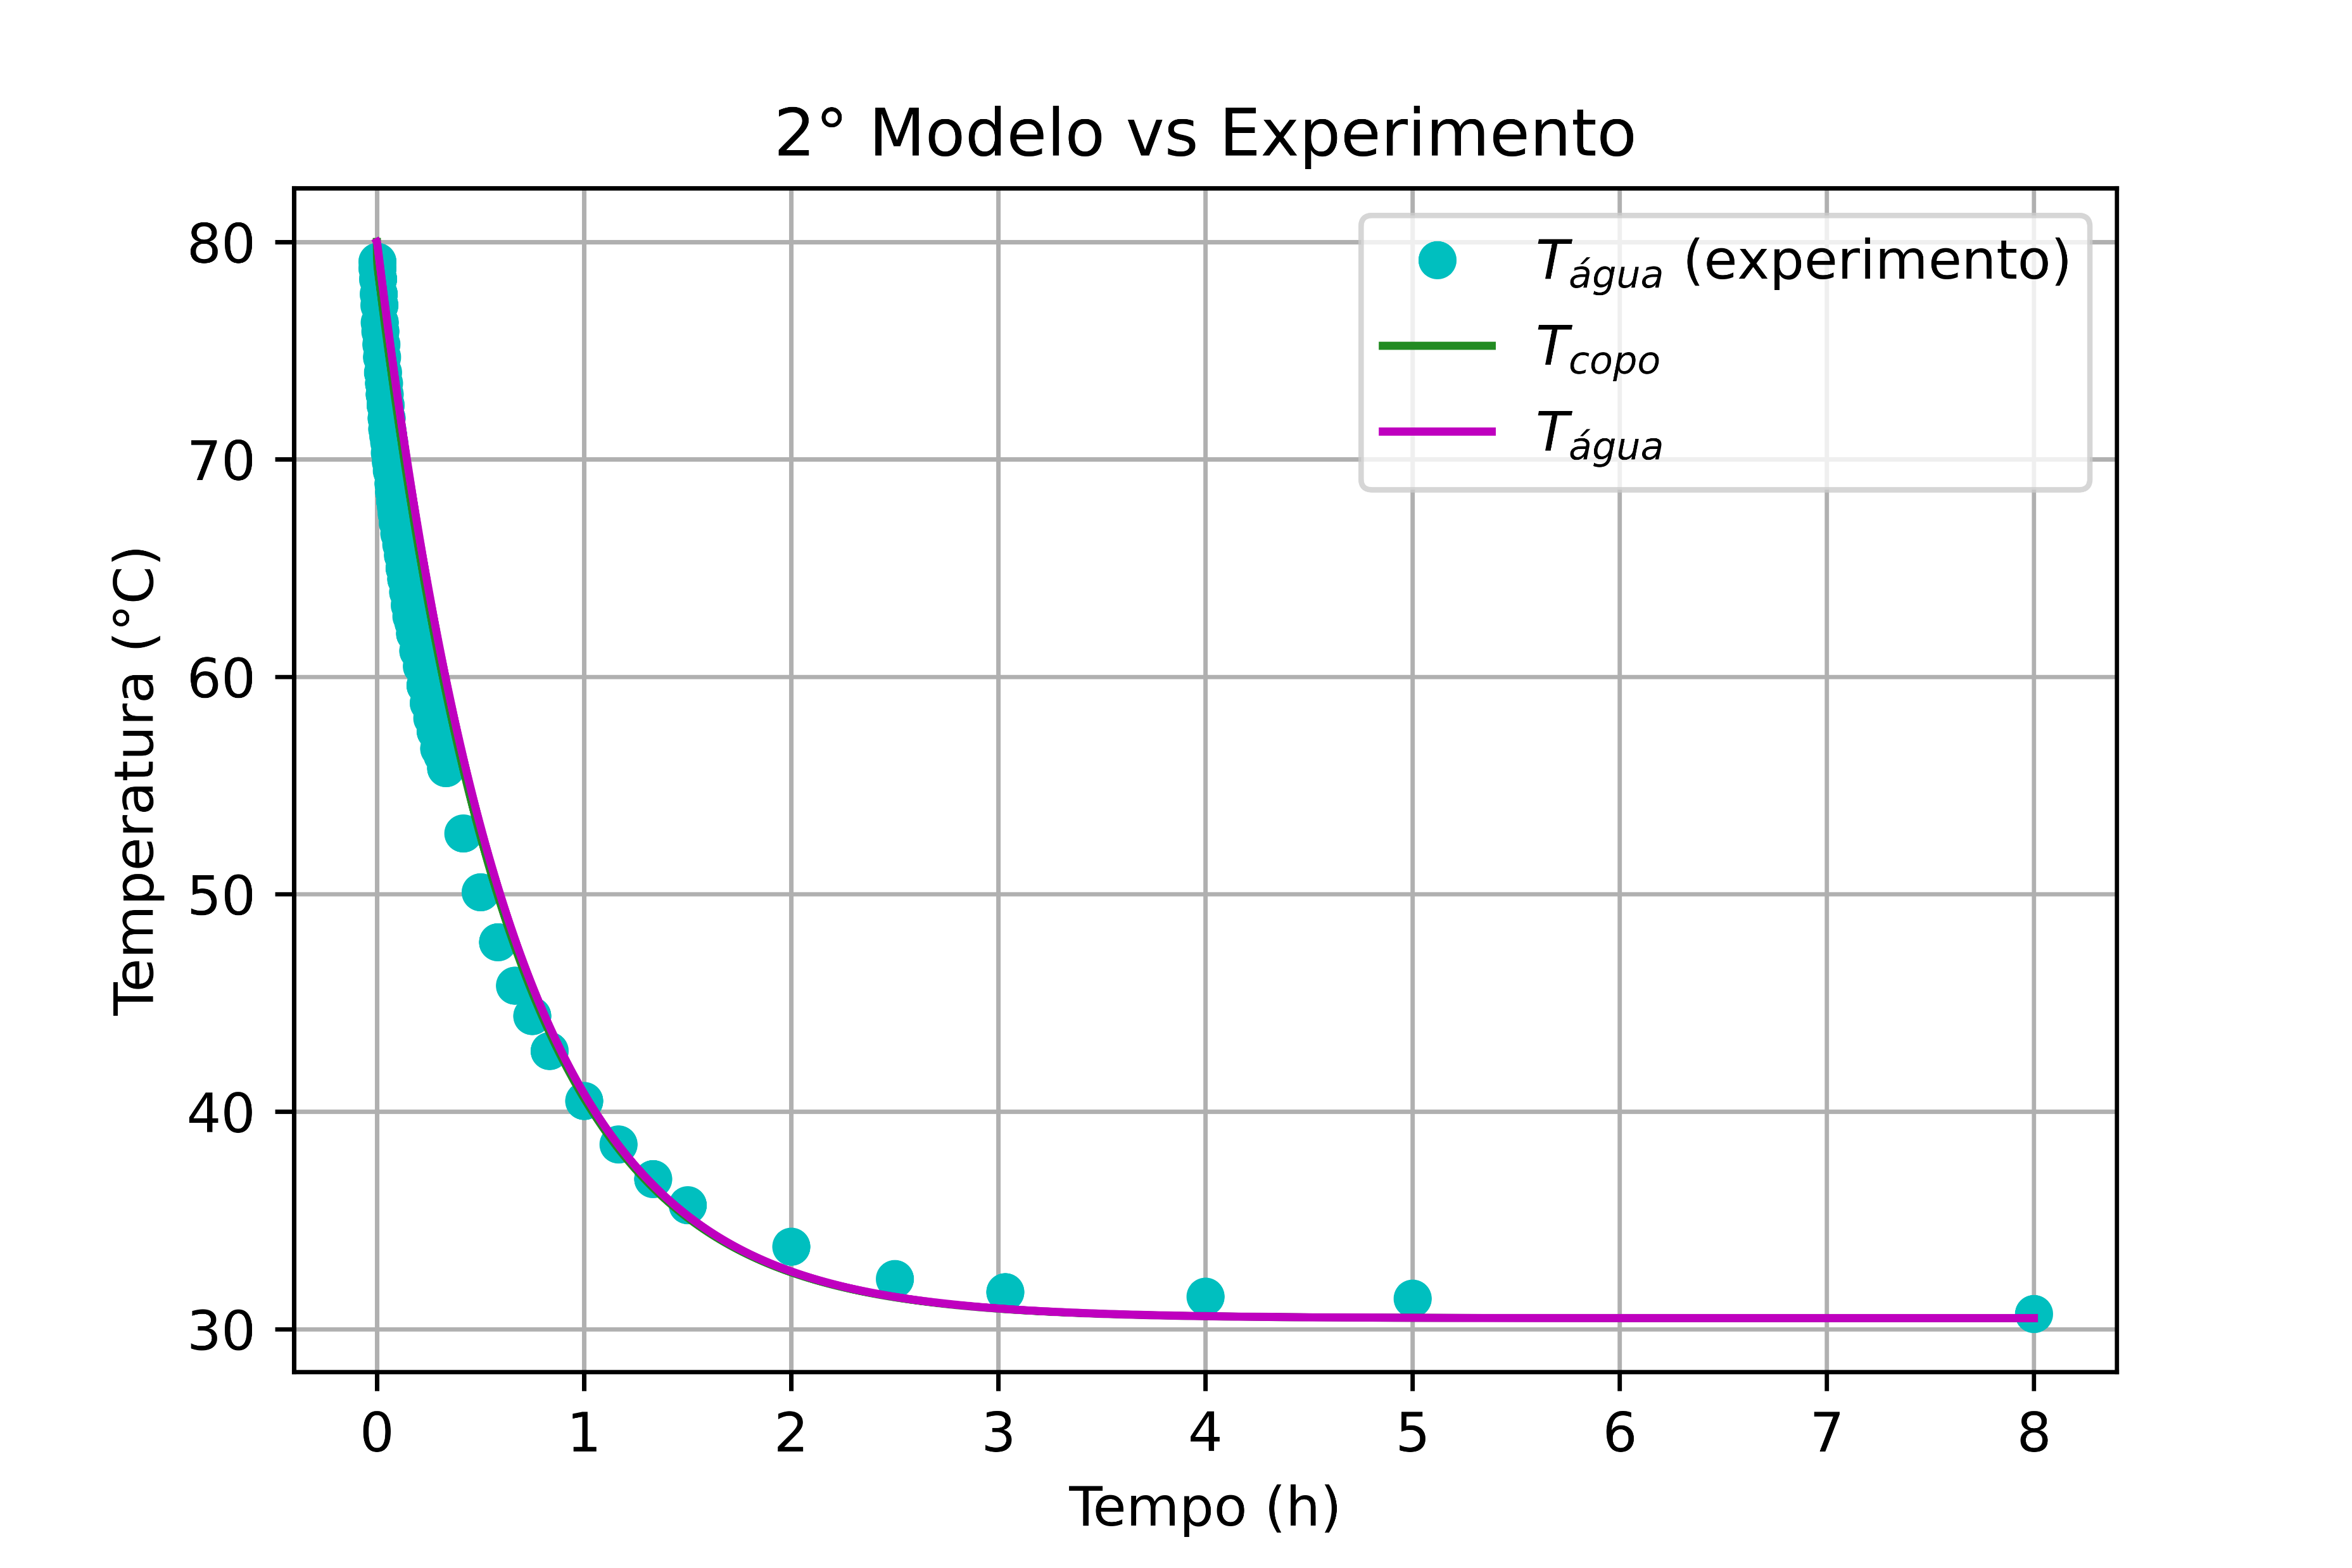 2° Modelo vs Experimento
T_água (experimento)
T_copo
T_água
Temperatura (°C)
80
70
60
50
40
30
0 1 2 3 4 5 6 7 8
Tempo (h)